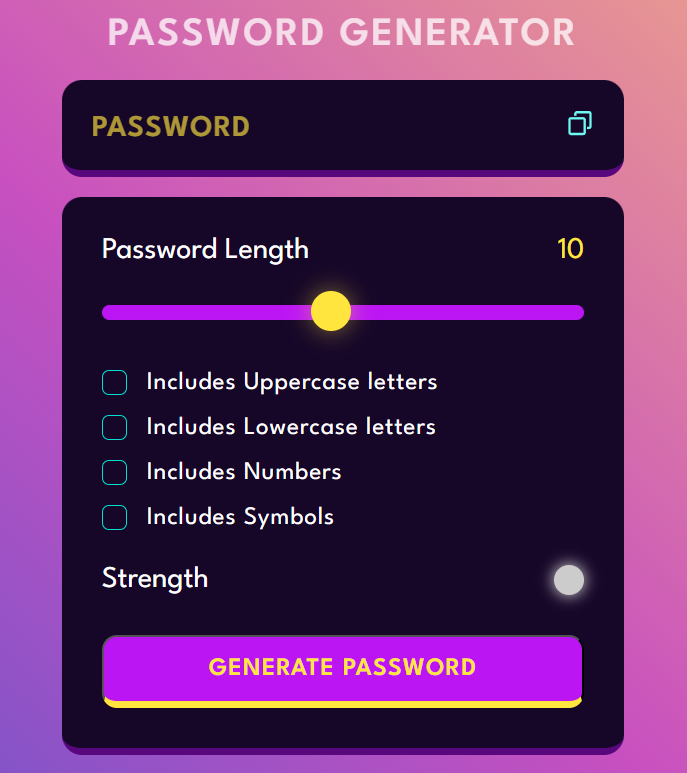 PASSWORD GENERATOR
PASSWORD
Password Length 10
Includes Uppercase letters
Includes Lowercase letters
Includes Numbers
Includes Symbols
Strength
GENERATE PASSWORD